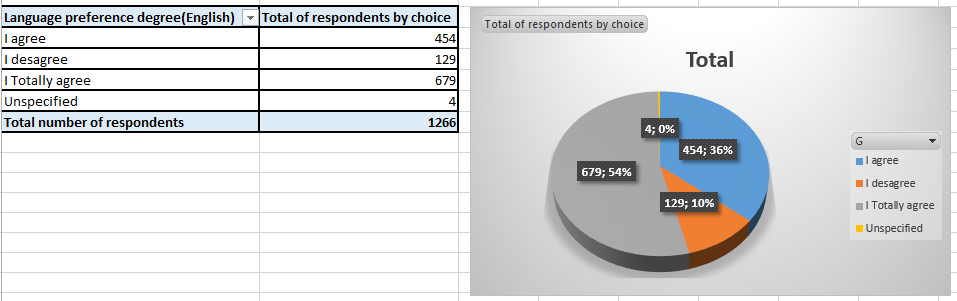 Language preference degree(English) Total of respondents by choice
I agree 454
I desagree 129
I Totally agree 679
Unspecified 4
Total number of respondents 1266
Total of respondents by choice
Total
4; 0%
454; 36%
679; 54%
129; 10%
G
I agree
I desagree
I Totally agree
Unspecified